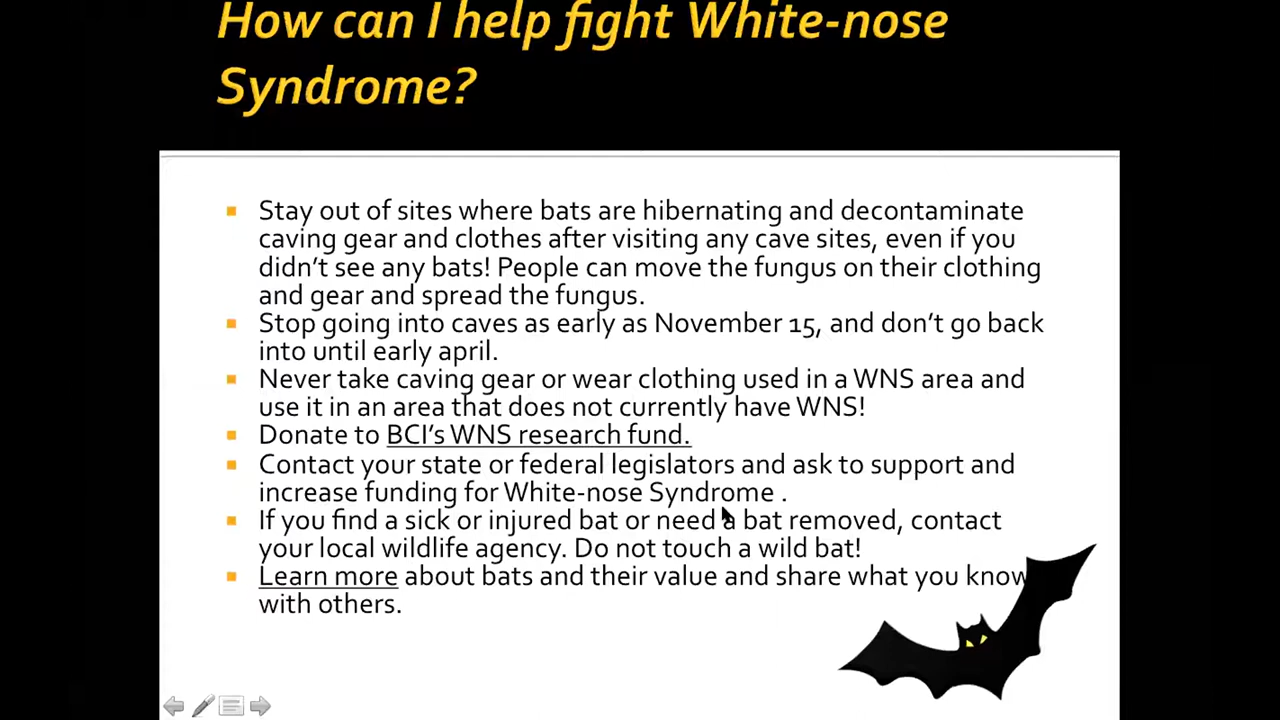 How can I help fight White-nose
Syndrome?
Stay out of sites where bats are hibernating and decontaminate
caving gear and clothes after visiting any cave sites, even if you
didn't see any bats! People can move the fungus on their clothing
and gear and spread the fungus.
Stop going into caves as early as November 15, and don't go back
into until early april.
Never take caving gear or wear clothing used in a WNS area and
use it in an area that does not currently have WNS!
Donate to BCI's WNS research fund.
Contact your state or federal legislators and ask to support and
increase funding for White-nose Syndrome .
If you find a sick or injured bat or need a bat removed, contact
your local wildlife agency. Do not touch a wild bat!
Learn more about bats and their value and share what you know
with others.